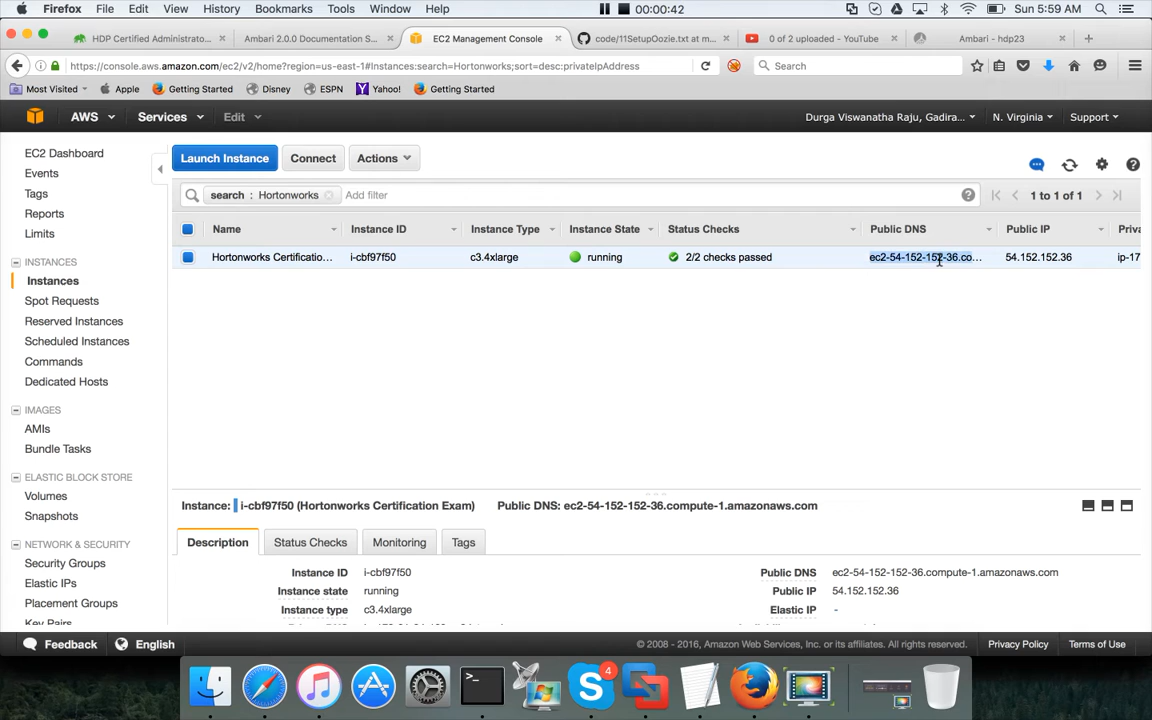 Firefox File Edit View History Bookmarks Tools Window Help 00:00:42 Sun 5:59 AM
HDP Certified Administrato... Ambari 2.0.0 Documentation S... EC2 Management Console code/11SetupOozie.txt at m... 0 of 2 uploaded - YouTube Ambari - hdp23
https://console.aws.amazon.com/ec2/v2/home?region=us-east-1#Instances:search=Hortonworks;sort=desc:privateIpAddress Search
Most Visited Apple Getting Started Disney ESPN Yahoo! Getting Started
AWS Services Edit Durga Viswanatha Raju, Gadira... N. Virginia Support
EC2 Dashboard
Events
Tags
Reports
Limits
INSTANCES
Instances
Spot Requests
Reserved Instances
Scheduled Instances
Commands
Dedicated Hosts
IMAGES
AMIs
Bundle Tasks
ELASTIC BLOCK STORE
Volumes
Snapshots
NETWORK & SECURITY
Security Groups
Elastic IPs
Placement Groups
Key Pairs
Launch Instance Connect Actions
search : Hortonworks Add filter 1 to 1 of 1
Name Instance ID Instance Type Instance State Status Checks Public DNS Public IP Priva
Hortonworks Certificatio... i-cbf97f50 c3.4xlarge running 2/2 checks passed ec2-54-152-152-36.co... 54.152.152.36 ip-17
Instance: i-cbf97f50 (Hortonworks Certification Exam) Public DNS: ec2-54-152-152-36.compute-1.amazonaws.com
Description Status Checks Monitoring Tags
Instance ID i-cbf97f50 Public DNS ec2-54-152-152-36.compute-1.amazonaws.com
Instance state running Public IP 54.152.152.36
Instance type c3.4xlarge Elastic IP -
Feedback English © 2008 - 2016, Amazon Web Services, Inc. or its affiliates. All rights reserved. Privacy Policy Terms of Use
4